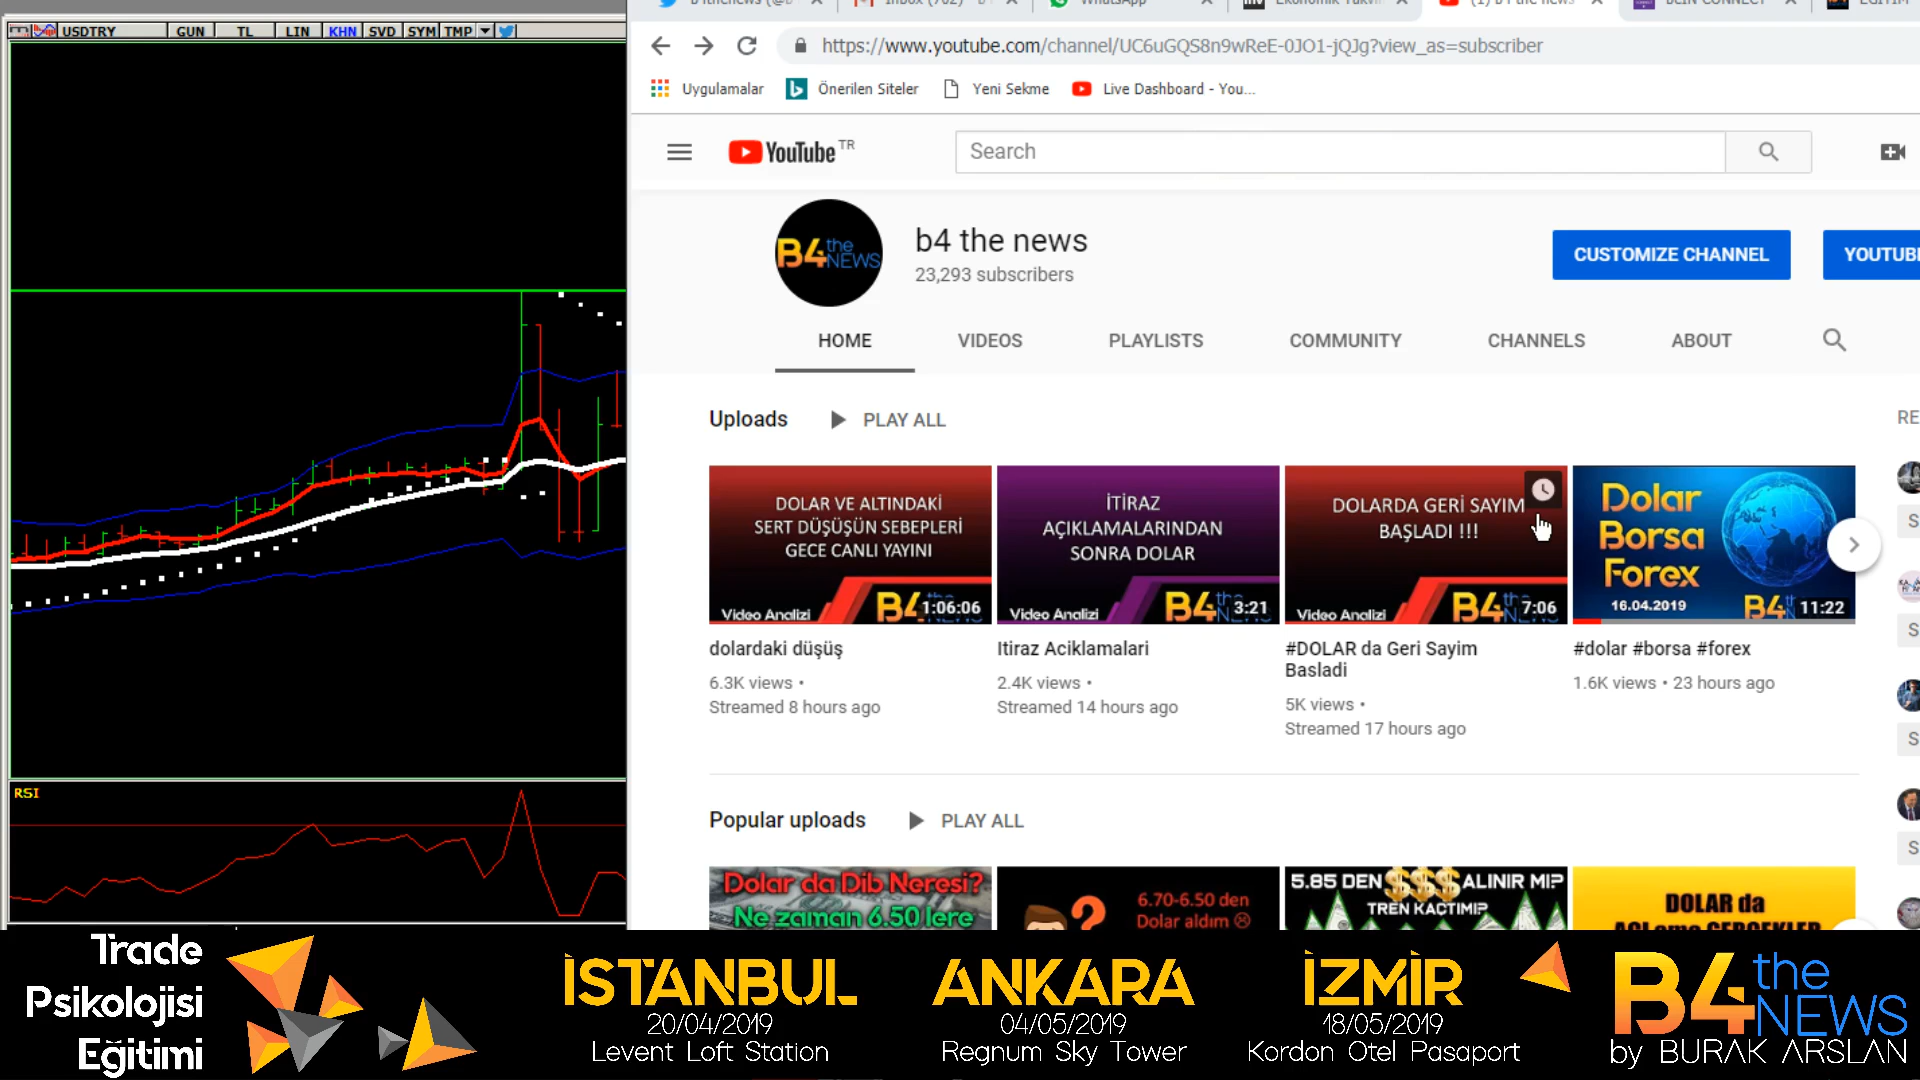 USDTRY GUN TL LIN KHN SVD SYM TMP
WhatsApp
https://www.youtube.com/channel/UC6uGQS8n9wReE-0JO1-jQJg?view_as=subscriber
Uygulamalar Önerilen Siteler Yeni Sekme Live Dashboard - You...
YouTube TR
Search
B4 the NEWS
b4 the news
23,293 subscribers
CUSTOMIZE CHANNEL
HOME VIDEOS PLAYLISTS COMMUNITY CHANNELS ABOUT
Uploads PLAY ALL
DOLAR VE ALTINDAKİ
SERT DÜŞÜŞÜN SEBEPLERİ
GECE CANLI YAYINI
Video Analizi B4 1:06:06
dolardaki düşüş
6.3K views •
Streamed 8 hours ago
İTİRAZ
AÇIKLAMALARINDAN
SONRA DOLAR
Video Analizi B4 3:21
Itiraz Aciklamalari
2.4K views •
Streamed 14 hours ago
DOLARDA GERİ SAYIM
BAŞLADI !!!
Video Analizi B4 7:06
#DOLAR da Geri Sayim
Basladi
5K views •
Streamed 17 hours ago
Dolar
Borsa
Forex
16.04.2019 B4 11:22
#dolar #borsa #forex
1.6K views • 23 hours ago
RSI
Popular uploads PLAY ALL
Dolar da Dib Neresi?
Ne zaman 6.50 lere
6.70-6.50 den
Dolar aldım
5.85 DEN $$$ ALINIR MI?
TREN KAÇTIMI?
DOLAR da
Trade
Psikolojisi
Eğitimi
İSTANBUL
20/04/2019
Levent Loft Station
ANKARA
04/05/2019
Regnum Sky Tower
İZMİR
18/05/2019
Kordon Otel Pasaport
B4 the NEWS
by BURAK ARSLAN